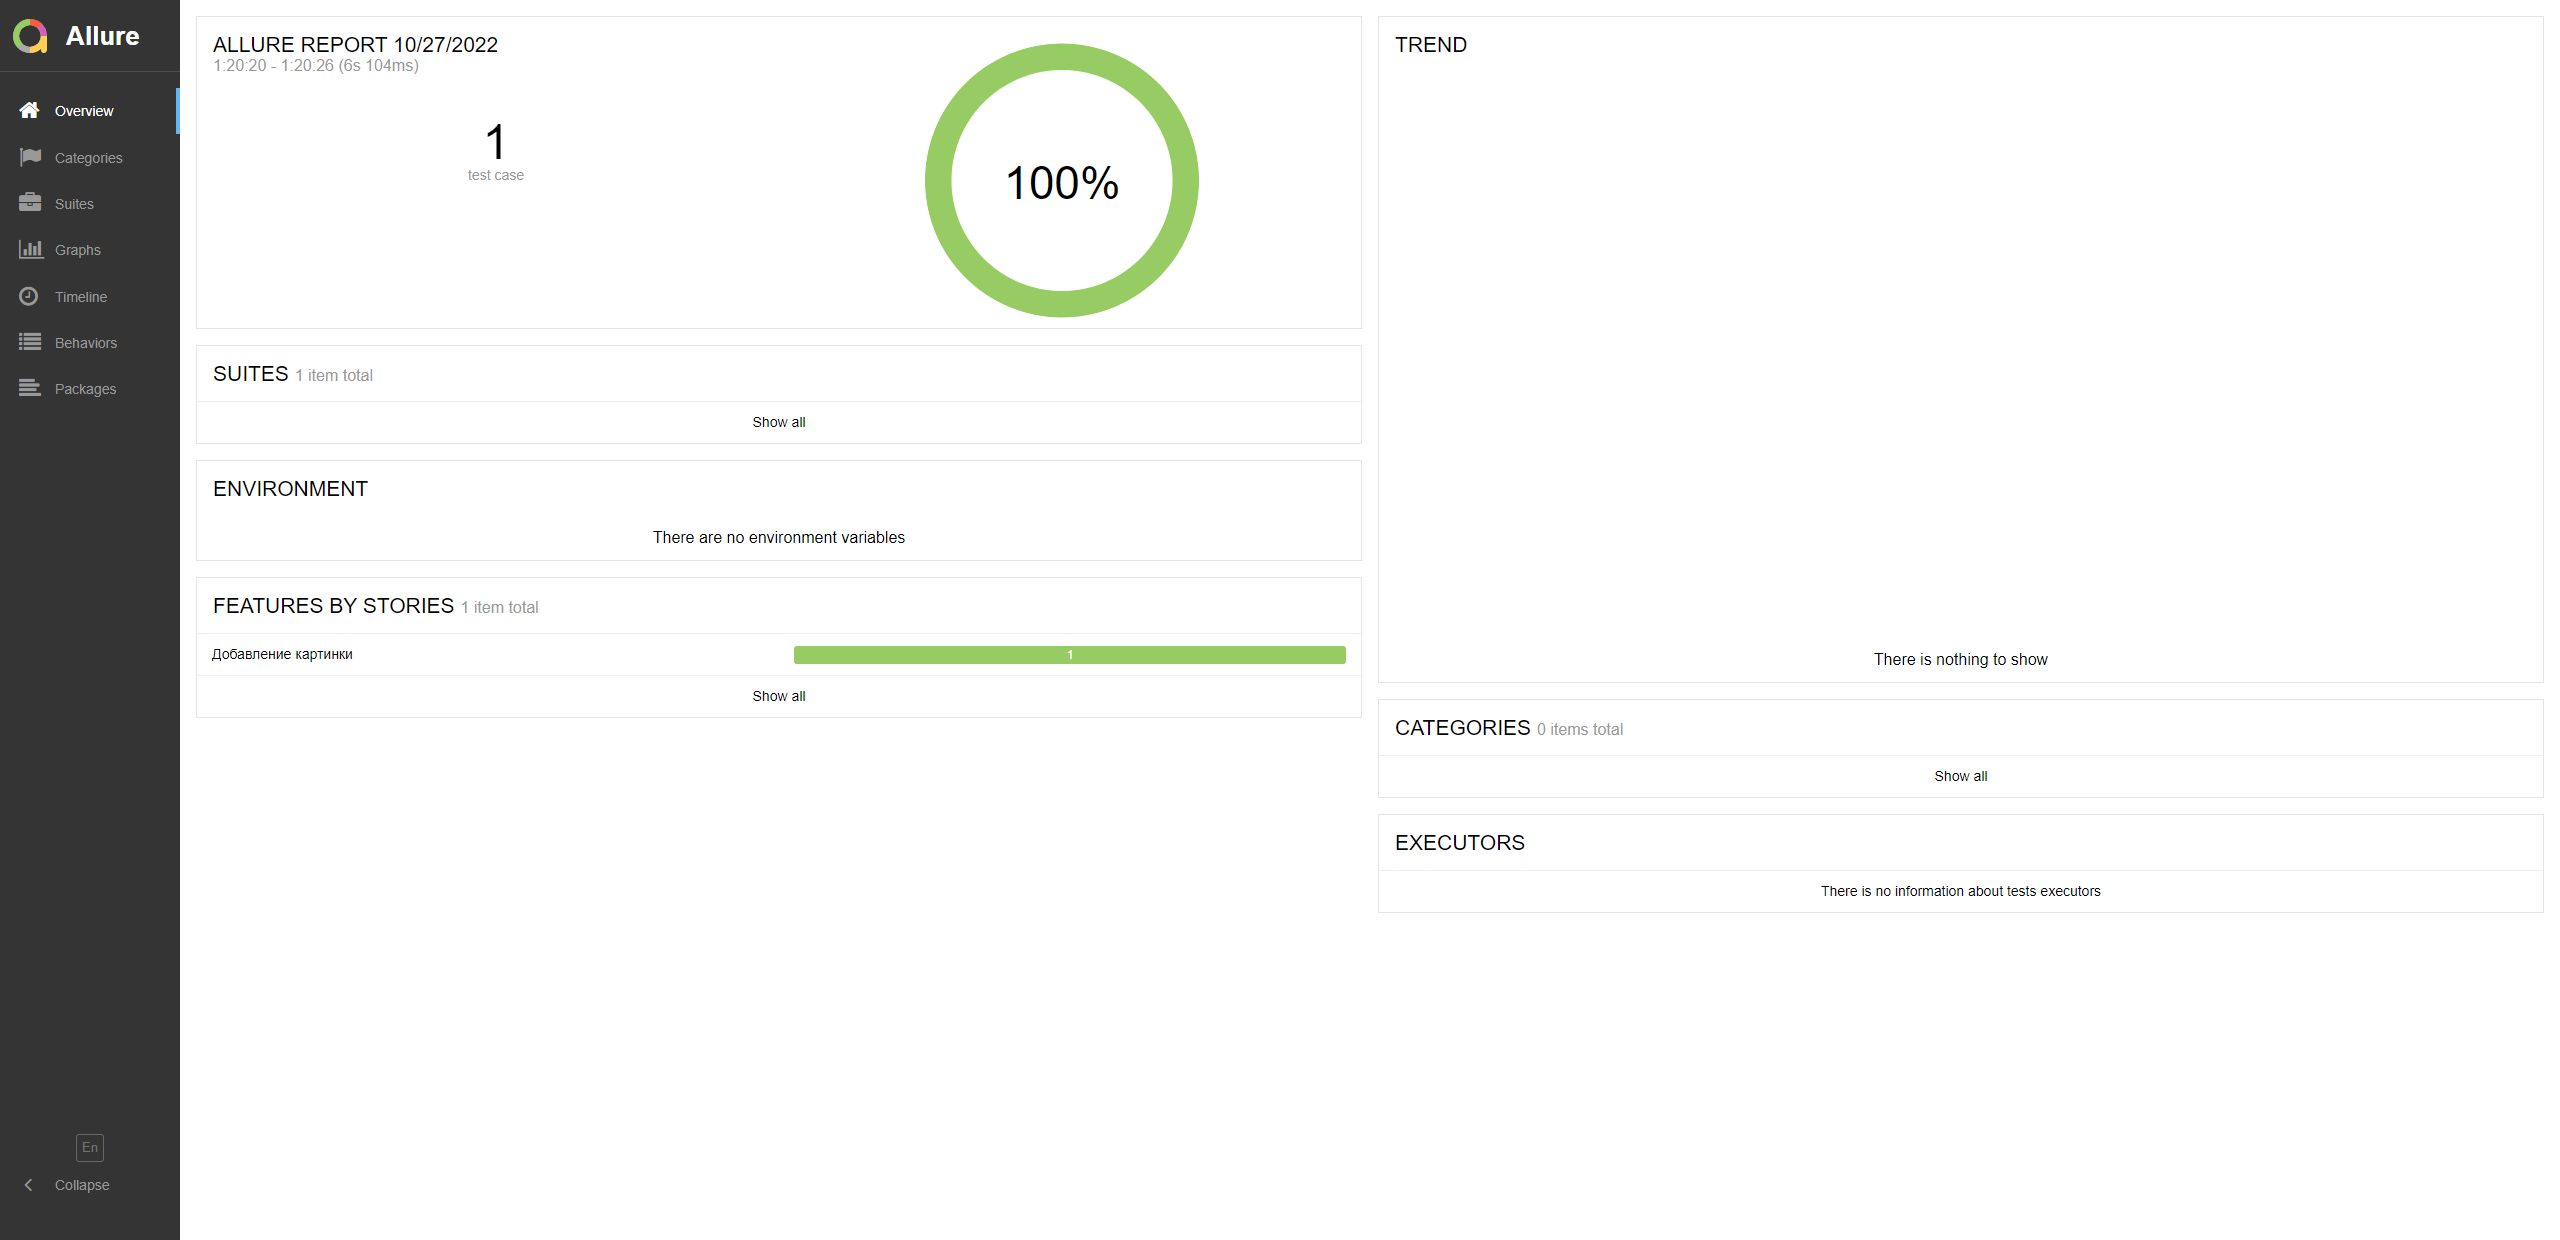 Allure
Overview
Categories
Suites
Graphs
Timeline
Behaviors
Packages
En
Collapse
ALLURE REPORT 10/27/2022
1:20:20 - 1:20:26 (6s 104ms)
1
test case
100%
SUITES 1 item total
Show all
ENVIRONMENT
There are no environment variables
FEATURES BY STORIES 1 item total
Добавление картинки 1
Show all
TREND
There is nothing to show
CATEGORIES 0 items total
Show all
EXECUTORS
There is no information about tests executors